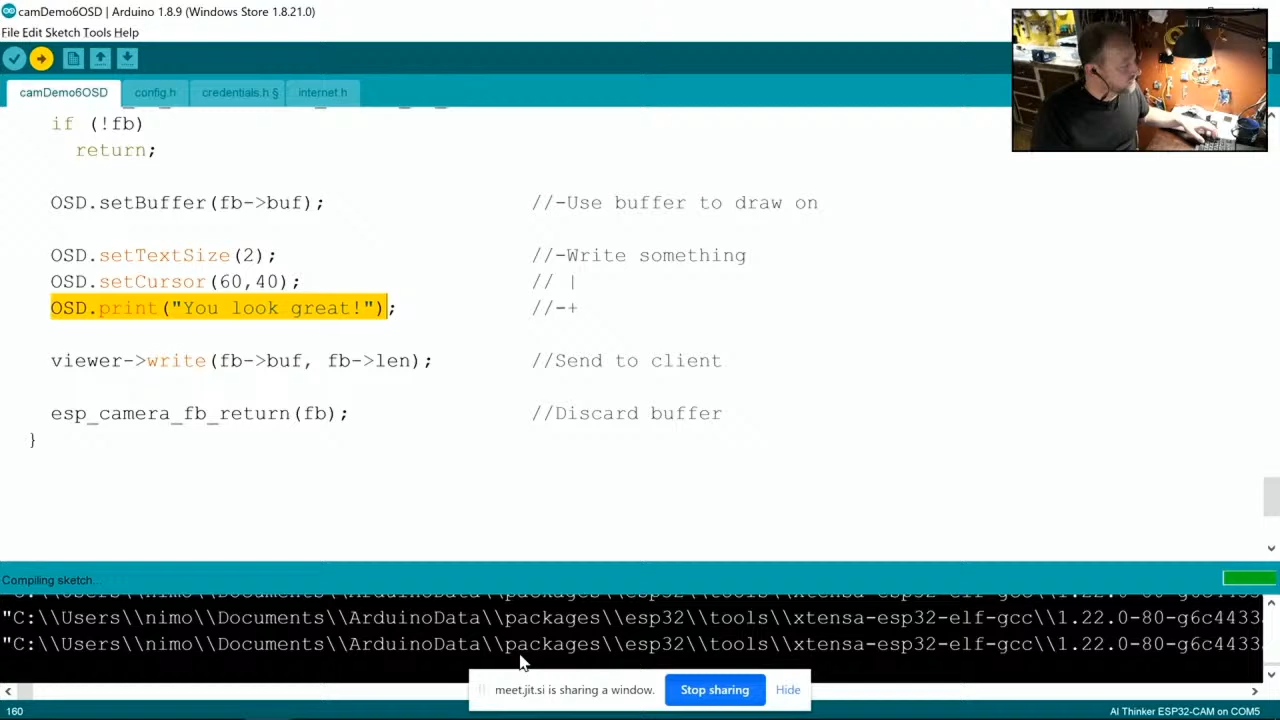 camDemo6OSD | Arduino 1.8.9 (Windows Store 1.8.21.0)
File Edit Sketch Tools Help
camDemo6OSD config.h credentials.h § internet.h
if (!fb)
return;
OSD.setBuffer(fb->buf); //-Use buffer to draw on
OSD.setTextSize(2); //-Write something
OSD.setCursor(60,40); // |
OSD.print("You look great!"); //-+
viewer->write(fb->buf, fb->len); //Send to client
esp_camera_fb_return(fb); //Discard buffer
}
Compiling sketch...
"C:\\Users\\nimo\\Documents\\ArduinoData\\packages\\esp32\\tools\\xtensa-esp32-elf-gcc\\1.22.0-80-g6c4433
"C:\\Users\\nimo\\Documents\\ArduinoData\\packages\\esp32\\tools\\xtensa-esp32-elf-gcc\\1.22.0-80-g6c4433
meet.jit.si is sharing a window. Stop sharing Hide
160 AI Thinker ESP32-CAM on COM5